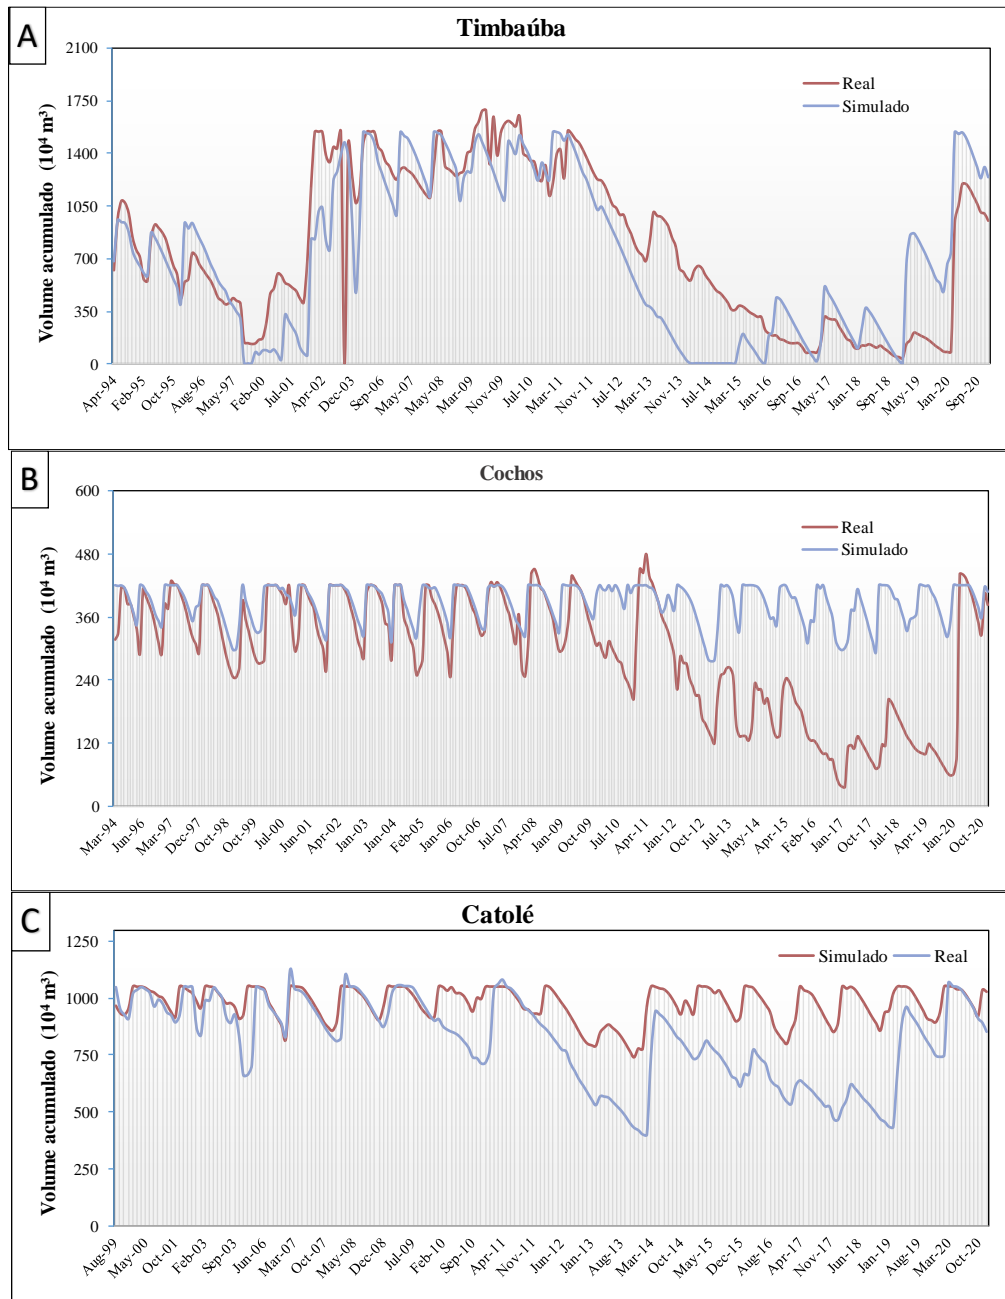 A
Timbaúba
Volume acumulado (10⁴ m³)
2100
1750
1400
1050
700
350
0
Real
Simulado
Apr-94 Feb-95 Oct-95 Aug-96 May-97 Feb-00 Jul-01 Apr-02 Dec-03 Sep-06 May-07 May-08 Mar-09 Nov-09 Jul-10 Mar-11 Nov-11 Jul-12 Mar-13 Nov-13 Jul-14 Mar-15 Jan-16 Sep-16 May-17 Jan-18 Sep-18 May-19 Jan-20 Sep-20
B
Cochos
Volume acumulado (10⁴ m³)
600
480
360
240
120
0
Real
Simulado
Mar-94 Jun-96 Mar-97 Dec-97 Oct-98 Oct-99 Jul-00 Jun-01 Apr-02 Jan-03 Mar-04 Feb-05 Jan-06 Oct-06 Jul-07 Apr-08 Jan-09 Oct-09 Jul-10 Apr-11 Jan-12 Oct-12 Jul-13 May-14 Apr-15 Feb-16 Jan-17 Oct-17 Jul-18 Apr-19 Jan-20 Oct-20
C
Catolé
Volume acumulado (10⁴ m³)
1250
1000
750
500
250
0
Simulado Real
Aug-99 May-00 Oct-01 Feb-03 Sep-03 Jun-06 Mar-07 Oct-07 May-08 Dec-08 Jul-09 Feb-10 Sep-10 Apr-11 Nov-11 Jun-12 Jan-13 Aug-13 Mar-14 Oct-14 May-15 Dec-15 Aug-16 Apr-17 Nov-17 Jun-18 Jan-19 Aug-19 Mar-20 Oct-20